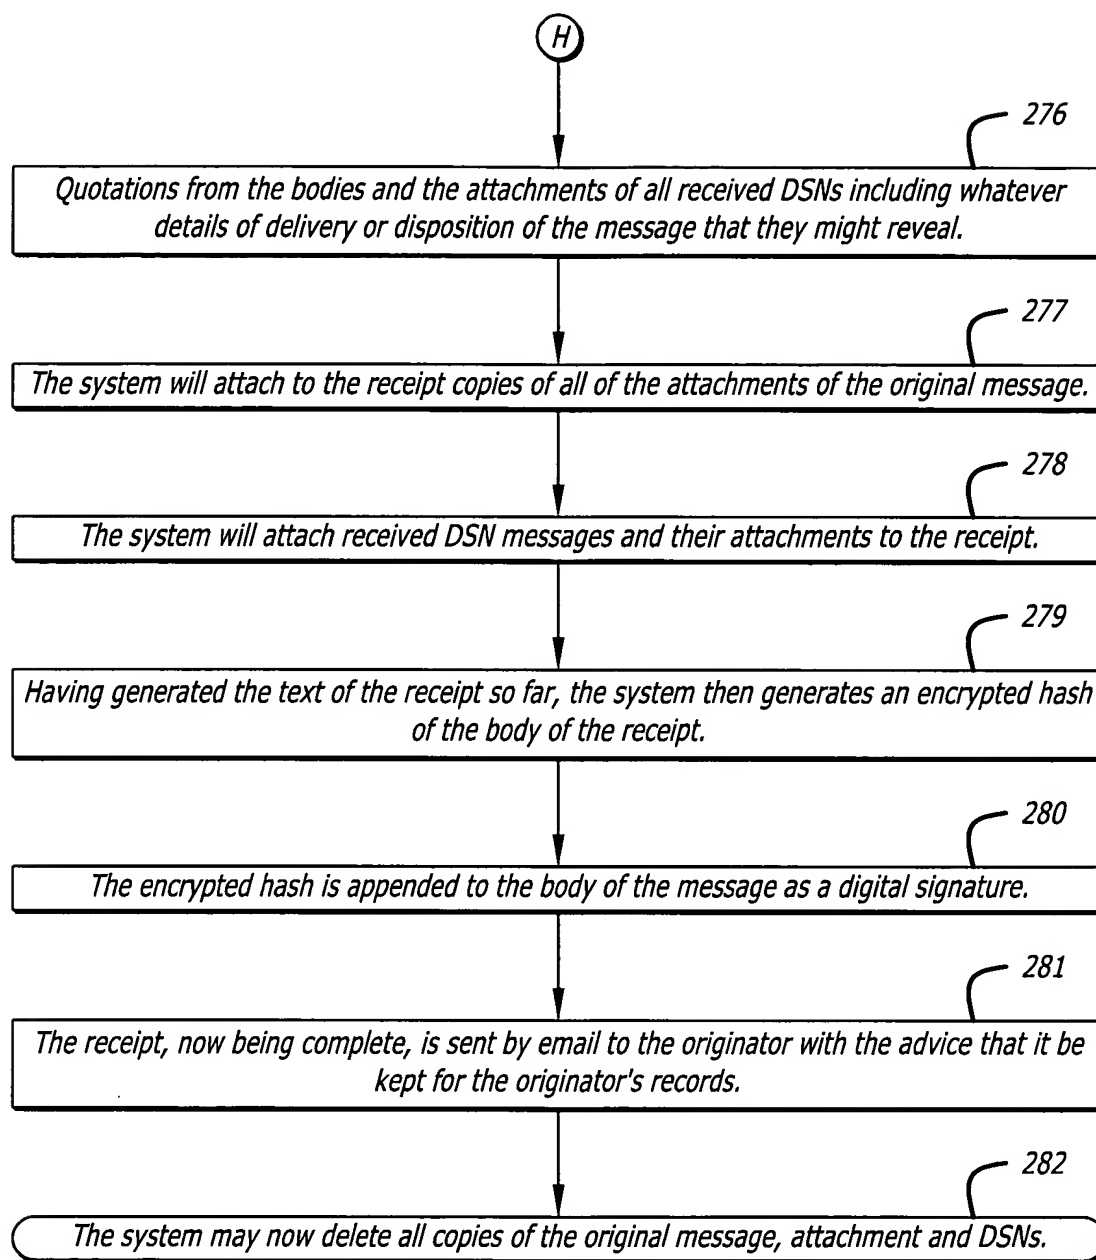 H
276
Quotations from the bodies and the attachments of all received DSNs including whatever
details of delivery or disposition of the message that they might reveal.
277
The system will attach to the receipt copies of all of the attachments of the original message.
278
The system will attach received DSN messages and their attachments to the receipt.
279
Having generated the text of the receipt so far, the system then generates an encrypted hash
of the body of the receipt.
280
The encrypted hash is appended to the body of the message as a digital signature.
281
The receipt, now being complete, is sent by email to the originator with the advice that it be
kept for the originator's records.
282
The system may now delete all copies of the original message, attachment and DSNs.